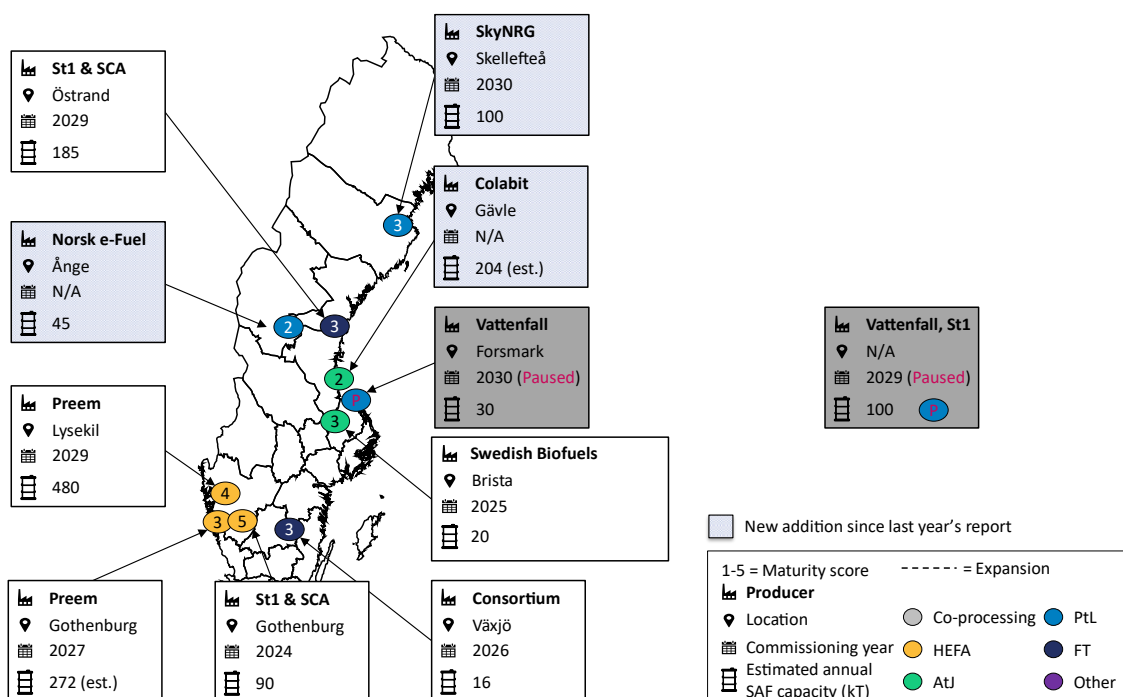 St1 & SCA
Östrand
2029
185
SkyNRG
Skellefteå
2030
100
Colabit
Gävle
N/A
204 (est.)
Norsk e-Fuel
Ånge
N/A
45
Vattenfall
Forsmark
2030 (Paused)
30
Vattenfall, St1
N/A
2029 (Paused)
100
P
Preem
Lysekil
2029
480
Swedish Biofuels
Brista
2025
20
Preem
Gothenburg
2027
272 (est.)
St1 & SCA
Gothenburg
2024
90
Consortium
Växjö
2026
16
3
2
3
2
P
3
4
3
5
3
New addition since last year's report
1-5 = Maturity score
= Expansion
Producer
Location
Commissioning year
Estimated annual
SAF capacity (kT)
Co-processing
PtL
HEFA
FT
AtJ
Other